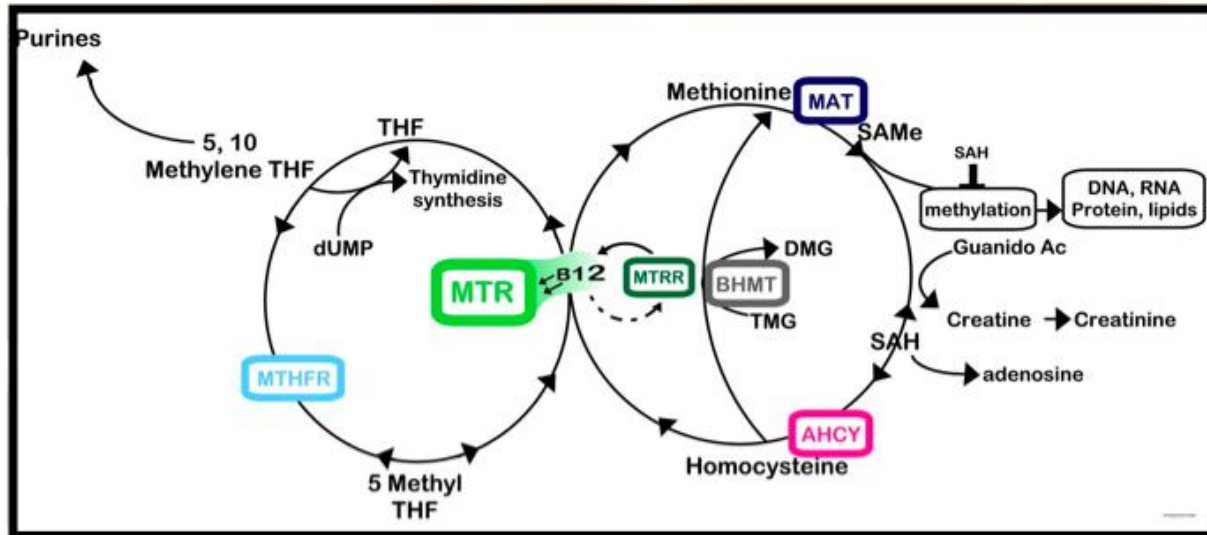 Purines
5, 10
Methylene THF
THF
Thymidine
synthesis
dUMP
MTHFR
5 Methyl
THF
MTR
B12
MTRR
BHMT
DMG
TMG
Methionine
MAT
SAMe
SAH
methylation
DNA, RNA
Protein, lipids
Guanido Ac
Creatine
Creatinine
SAH
adenosine
AHCY
Homocysteine